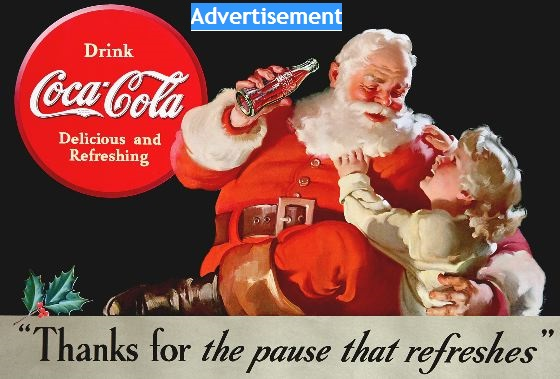 Advertisement
Drink
Coca-Cola
Delicious and
Refreshing
"Thanks for the pause that refreshes"